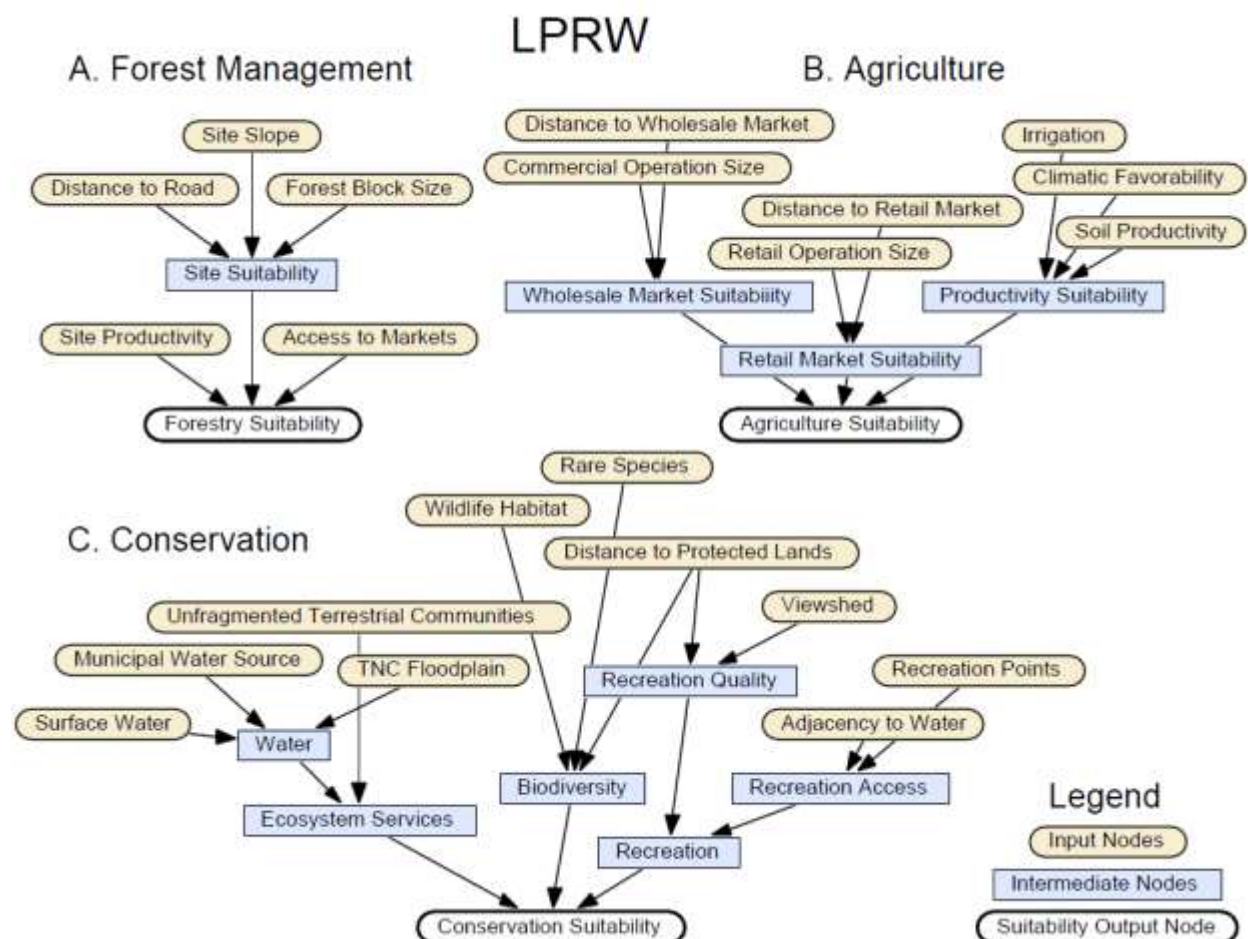 LPRW
A. Forest Management
Site Slope
Distance to Road
Forest Block Size
Site Suitability
Site Productivity
Access to Markets
Forestry Suitability
B. Agriculture
Distance to Wholesale Market
Commercial Operation Size
Irrigation
Climatic Favorability
Soil Productivity
Distance to Retail Market
Retail Operation Size
Wholesale Market Suitability
Productivity Suitability
Retail Market Suitability
Agriculture Suitability
C. Conservation
Rare Species
Wildlife Habitat
Distance to Protected Lands
Unfragmented Terrestrial Communities
Viewshed
Municipal Water Source
TNC Floodplain
Recreation Quality
Recreation Points
Surface Water
Adjacency to Water
Water
Biodiversity
Recreation Access
Ecosystem Services
Recreation
Conservation Suitability
Legend
Input Nodes
Intermediate Nodes
Suitability Output Node